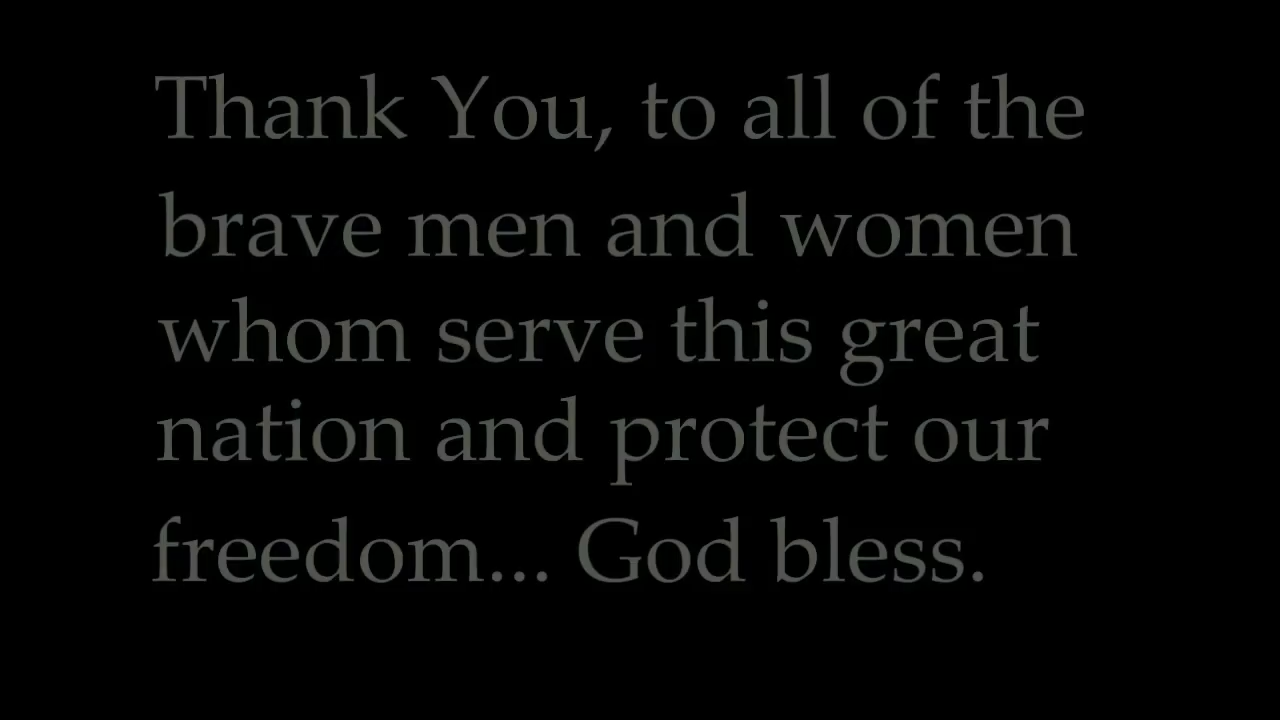 Thank You, to all of the
brave men and women
whom serve this great
nation and protect our
freedom... God bless.